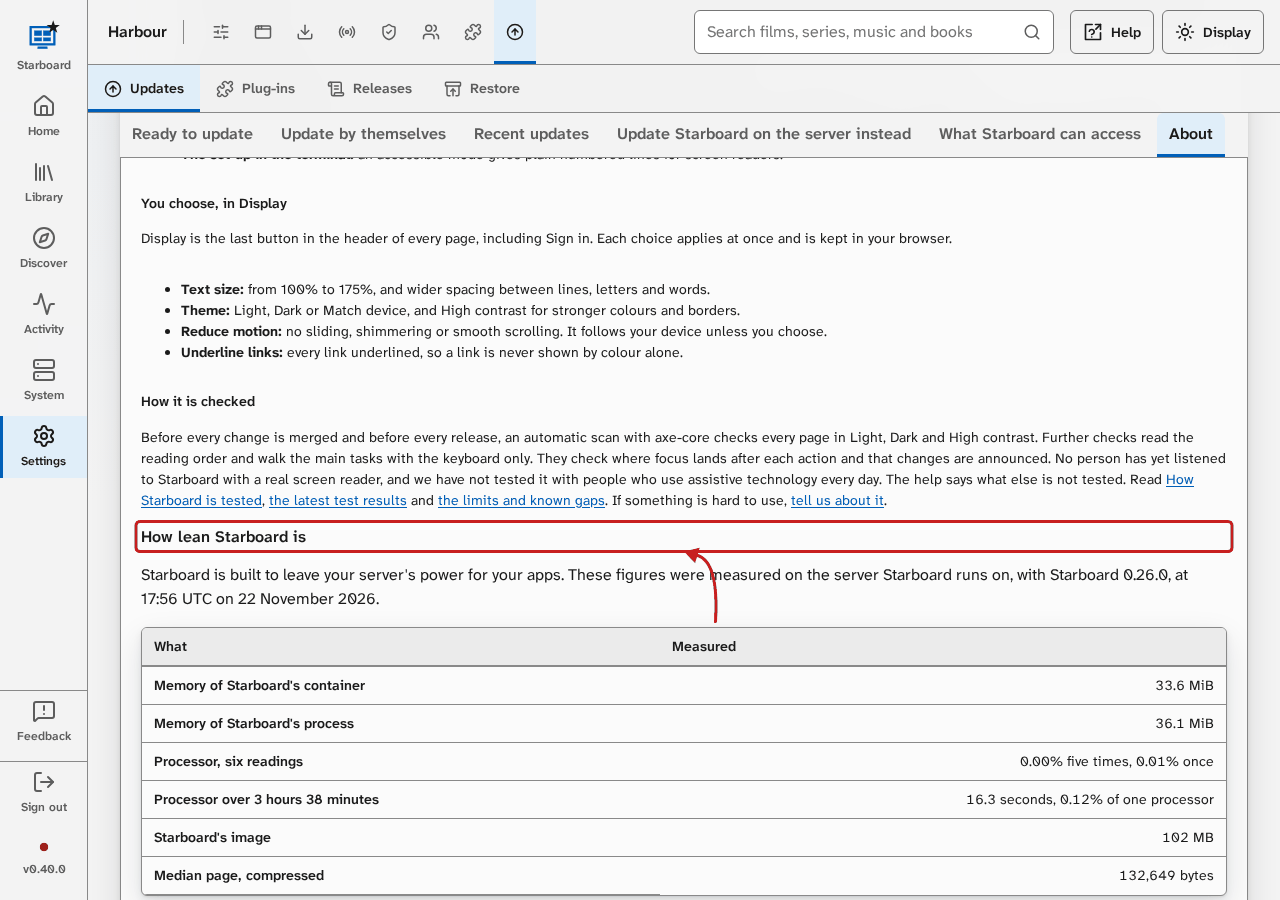 Starboard
Home
Library
Discover
Activity
System
Settings
Feedback
Sign out
v0.40.0
Harbour
Search films, series, music and books
Help
Display
Updates
Plug-ins
Releases
Restore
Ready to update
Update by themselves
Recent updates
Update Starboard on the server instead
What Starboard can access
About
You choose, in Display
Display is the last button in the header of every page, including Sign in. Each choice applies at once and is kept in your browser.
Text size: from 100% to 175%, and wider spacing between lines, letters and words.
Theme: Light, Dark or Match device, and High contrast for stronger colours and borders.
Reduce motion: no sliding, shimmering or smooth scrolling. It follows your device unless you choose.
Underline links: every link underlined, so a link is never shown by colour alone.
How it is checked
Before every change is merged and before every release, an automatic scan with axe-core checks every page in Light, Dark and High contrast. Further checks read the
reading order and walk the main tasks with the keyboard only. They check where focus lands after each action and that changes are announced. No person has yet listened
to Starboard with a real screen reader, and we have not tested it with people who use assistive technology every day. The help says what else is not tested. Read How
Starboard is tested, the latest test results and the limits and known gaps. If something is hard to use, tell us about it.
How lean Starboard is
Starboard is built to leave your server's power for your apps. These figures were measured on the server Starboard runs on, with Starboard 0.26.0, at
17:56 UTC on 22 November 2026.
What Measured
Memory of Starboard's container 33.6 MiB
Memory of Starboard's process 36.1 MiB
Processor, six readings 0.00% five times, 0.01% once
Processor over 3 hours 38 minutes 16.3 seconds, 0.12% of one processor
Starboard's image 102 MB
Median page, compressed 132,649 bytes